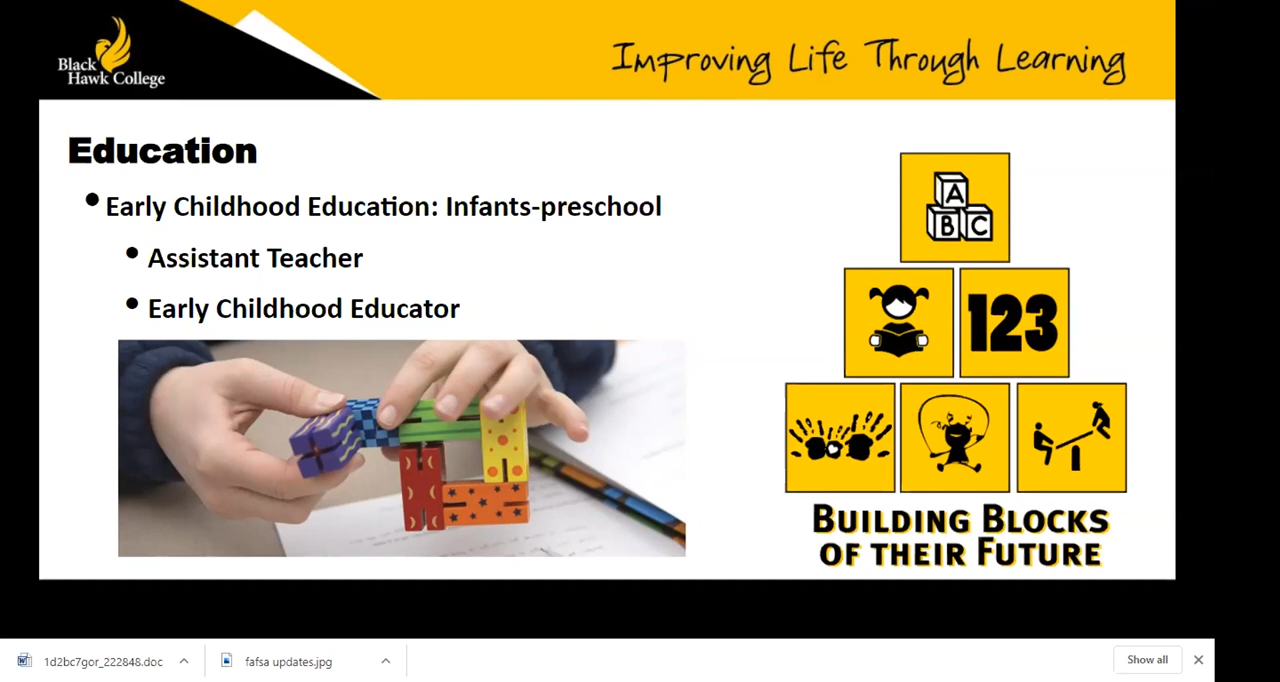 Black
Hawk College
Improving Life Through Learning
Education
Early Childhood Education: Infants-preschool
Assistant Teacher
Early Childhood Educator
A
B C
123
BUILDING BLOCKS
OF THEIR FUTURE
1d2bc7gor_222848.doc
fafsa updates.jpg
Show all